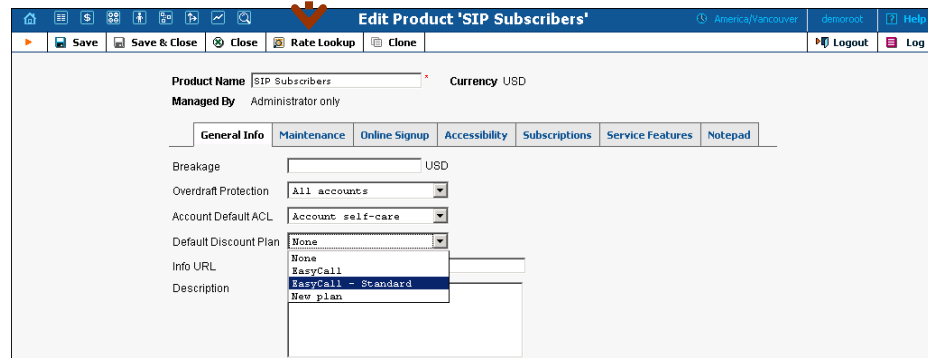 Edit Product 'SIP Subscribers' America/Vancouver demoroot ? Help
Save Save & Close Close Rate Lookup Clone Logout Log
Product Name SIP Subscribers * Currency USD
Managed By Administrator only
General Info Maintenance Online Signup Accessibility Subscriptions Service Features Notepad
Breakage USD
Overdraft Protection All accounts
Account Default ACL Account self-care
Default Discount Plan None
None
Info URL
EasyCall
EasyCall - Standard
Description
New plan